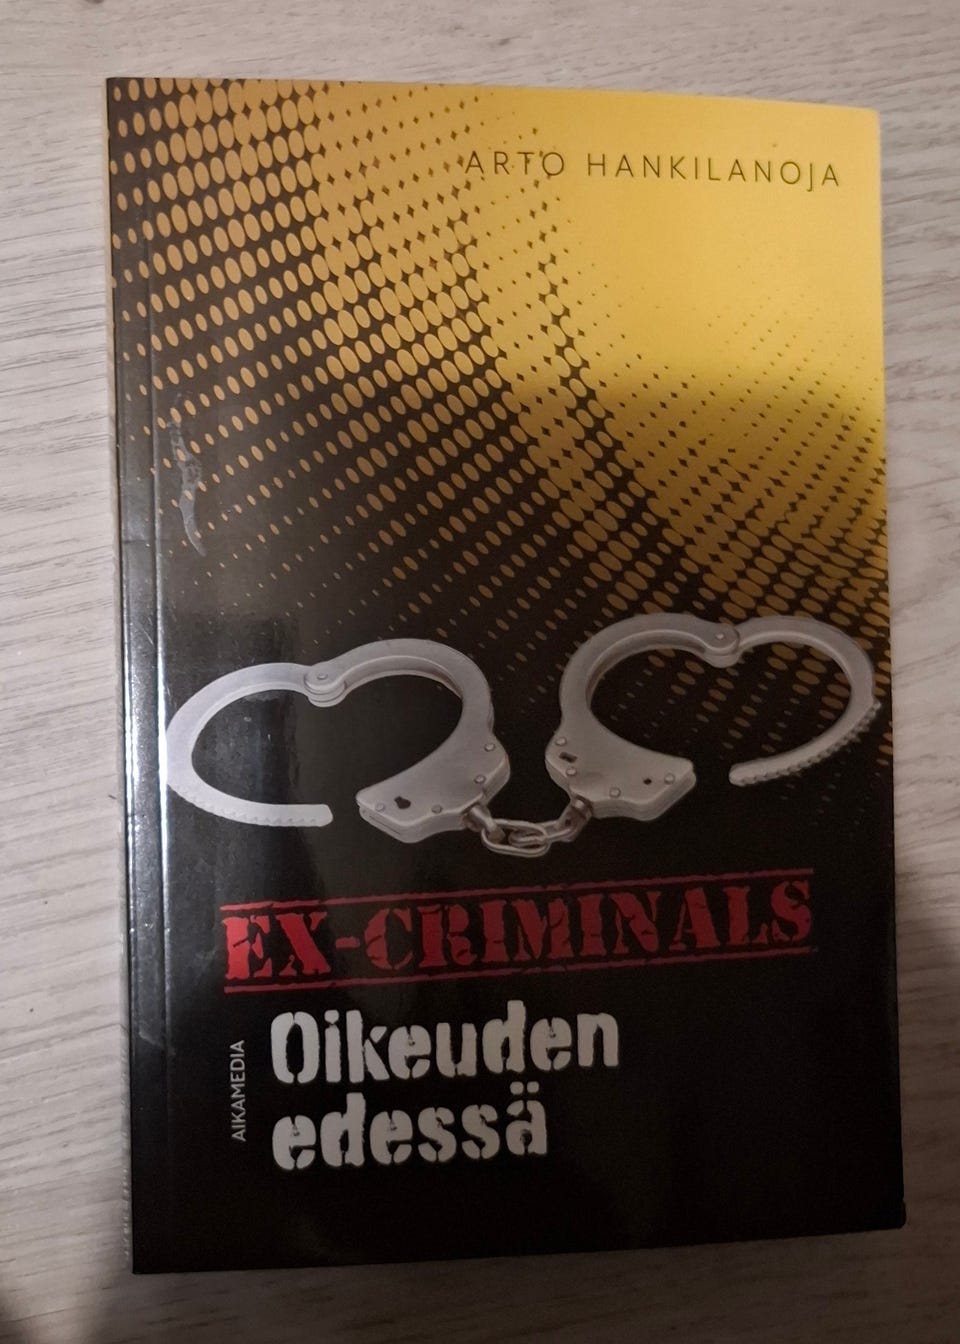 ARTO HANKILANOJA
EX-CRIMINALS
Oikeuden
edessä
AIKAMEDIA